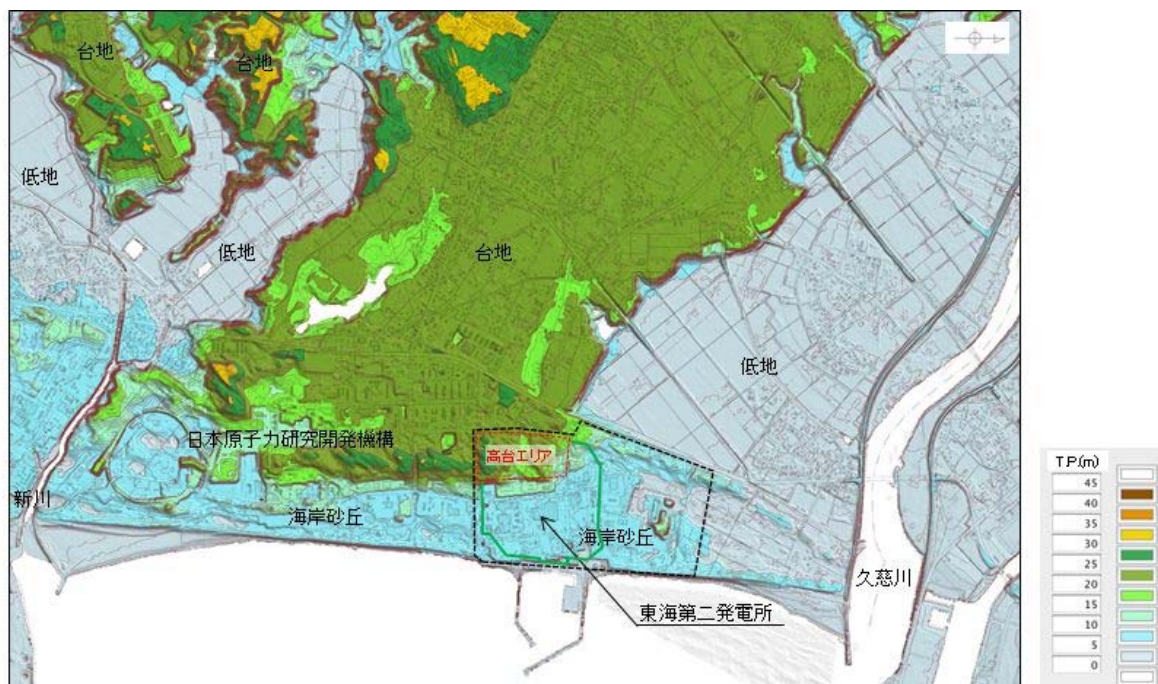 台地
台地
低地
低地
台地
低地
日本原子力研究開発機構
高台エリア
新川
海岸砂丘
海岸砂丘
久慈川
東海第二発電所
T.P.(m)
45
40
35
30
25
20
15
10
5
0